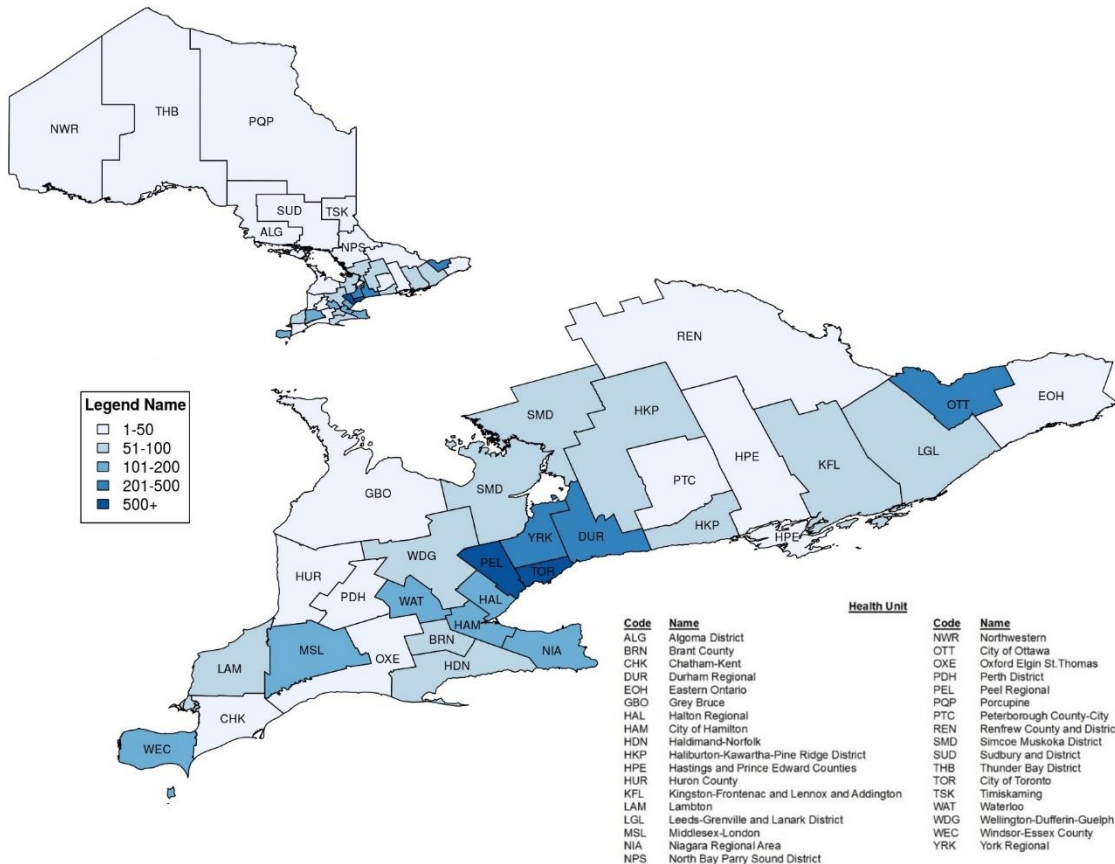 NWR
THB
PQP
SUD
TSK
ALG
NPS
Legend Name
1-50
51-100
101-200
201-500
500+
REN
SMD
HKP
OTT
EOH
HPE
LGL
KFL
PTC
GBO
SMD
HKP
HPE
YRK
DUR
WDG
PEL
TOR
HUR
PDH
WAT
HAL
HAM
BRN
MSL
OXE
HDN
NIA
LAM
CHK
WEC
Health Unit
Code Name Code Name
ALG Algoma District NWR Northwestern
BRN Brant County OTT City of Ottawa
CHK Chatham-Kent OXE Oxford Elgin St.Thomas
DUR Durham Regional PDH Perth District
EOH Eastern Ontario PEL Peel Regional
GBO Grey Bruce PQP Porcupine
HAL Halton Regional PTC Peterborough County-City
HAM City of Hamilton REN Renfrew County and Distric
HDN Haldimand-Norfolk SMD Simcoe Muskoka District
HKP Haliburton-Kawartha-Pine Ridge District SUD Sudbury and District
HPE Hastings and Prince Edward Counties THB Thunder Bay District
HUR Huron County TOR City of Toronto
KFL Kingston-Frontenac and Lennox and Addington TSK Timiskaming
LAM Lambton WAT Waterloo
LGL Leeds-Grenville and Lanark District WDG Wellington-Dufferin-Guelph
MSL Middlesex-London WEC Windsor-Essex County
NIA Niagara Regional Area YRK York Regional
NPS North Bay Parry Sound District